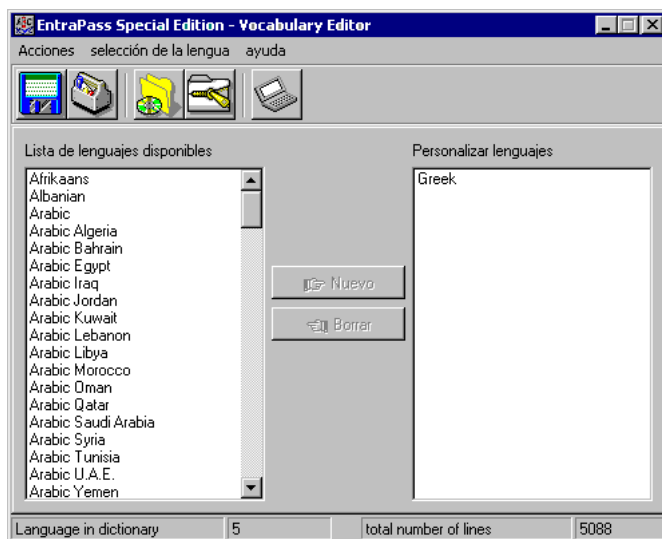 EntraPass Special Edition - Vocabulary Editor
Acciones selección de la lengua ayuda
Lista de lenguajes disponibles
Personalizar lenguajes
Afrikaans
Albanian
Arabic
Arabic Algeria
Arabic Bahrain
Arabic Egypt
Arabic Iraq
Arabic Jordan
Arabic Kuwait
Arabic Lebanon
Arabic Libya
Arabic Morocco
Arabic Oman
Arabic Qatar
Arabic Saudi Arabia
Arabic Syria
Arabic Tunisia
Arabic U.A.E.
Arabic Yemen
Nuevo
Borrar
Greek
Language in dictionary 5 total number of lines 5088